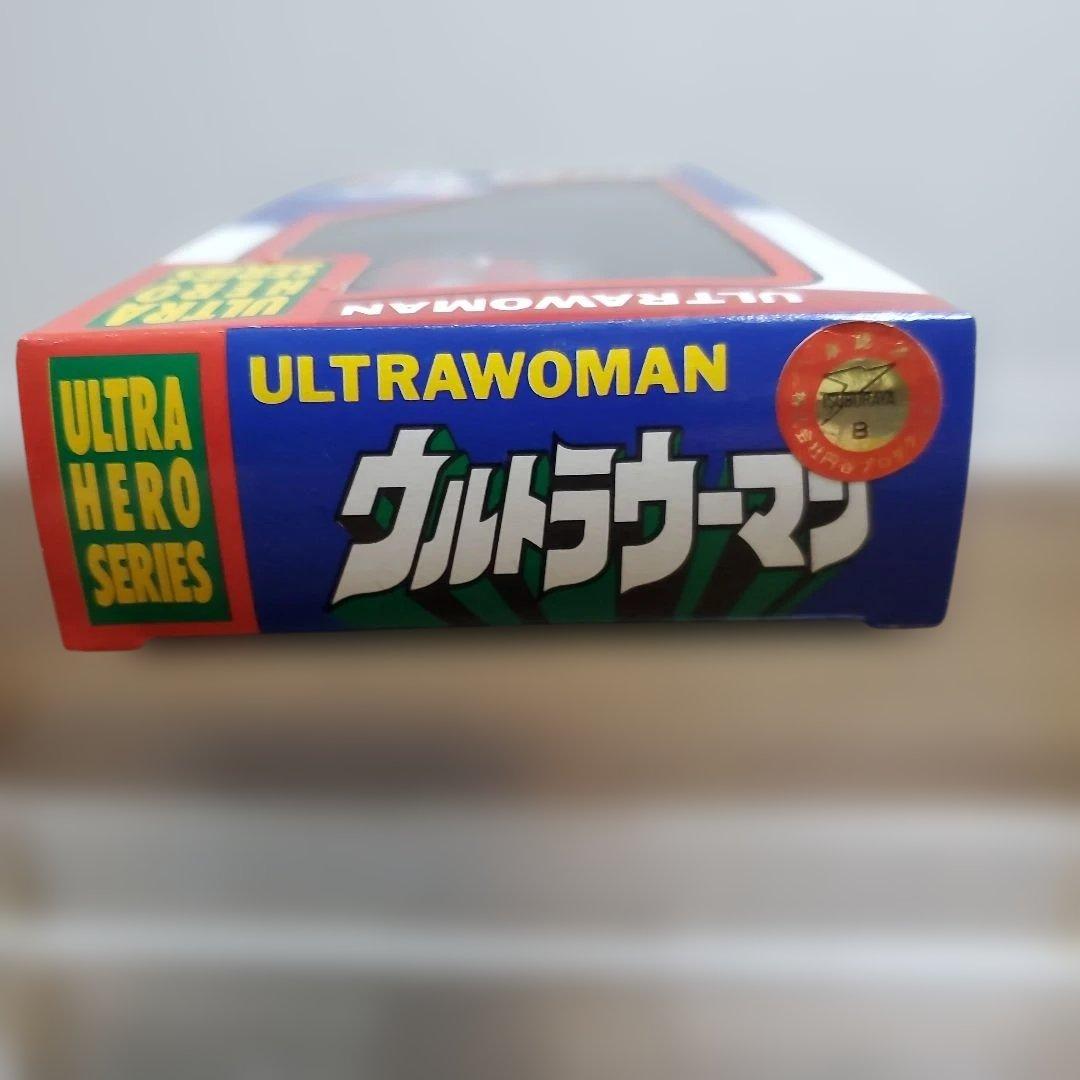 ULTRA
HERO
SERIES
ULTRAWOMAN
ULTRAWOMAN
ウルトラウーマン
ULTRA
HERO
SERIES
TSUBURAYA
B